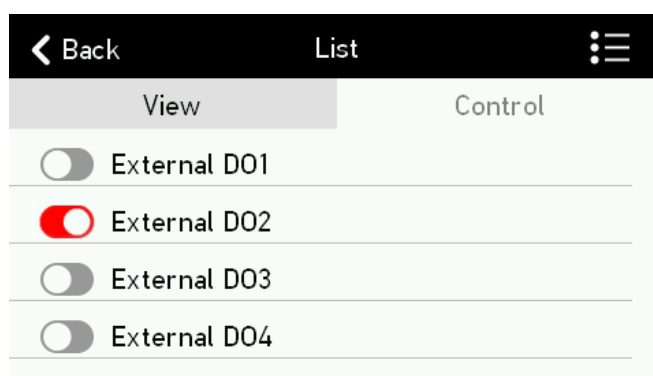 Back List
View Control
External DO1
External DO2
External DO3
External DO4